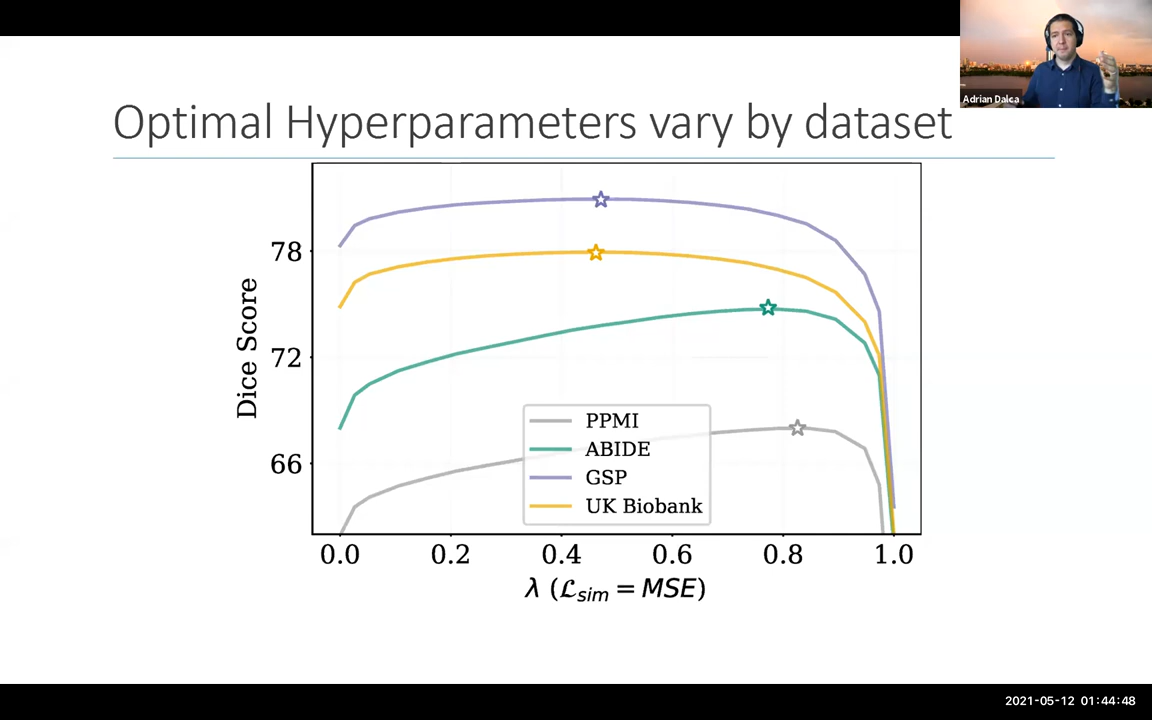 Adrian Dalca
Optimal Hyperparameters vary by dataset
Dice Score
78
72
66
PPMI
ABIDE
GSP
UK Biobank
0.0 0.2 0.4 0.6 0.8 1.0
λ (ℒsim = MSE)
2021-05-12 01:44:48